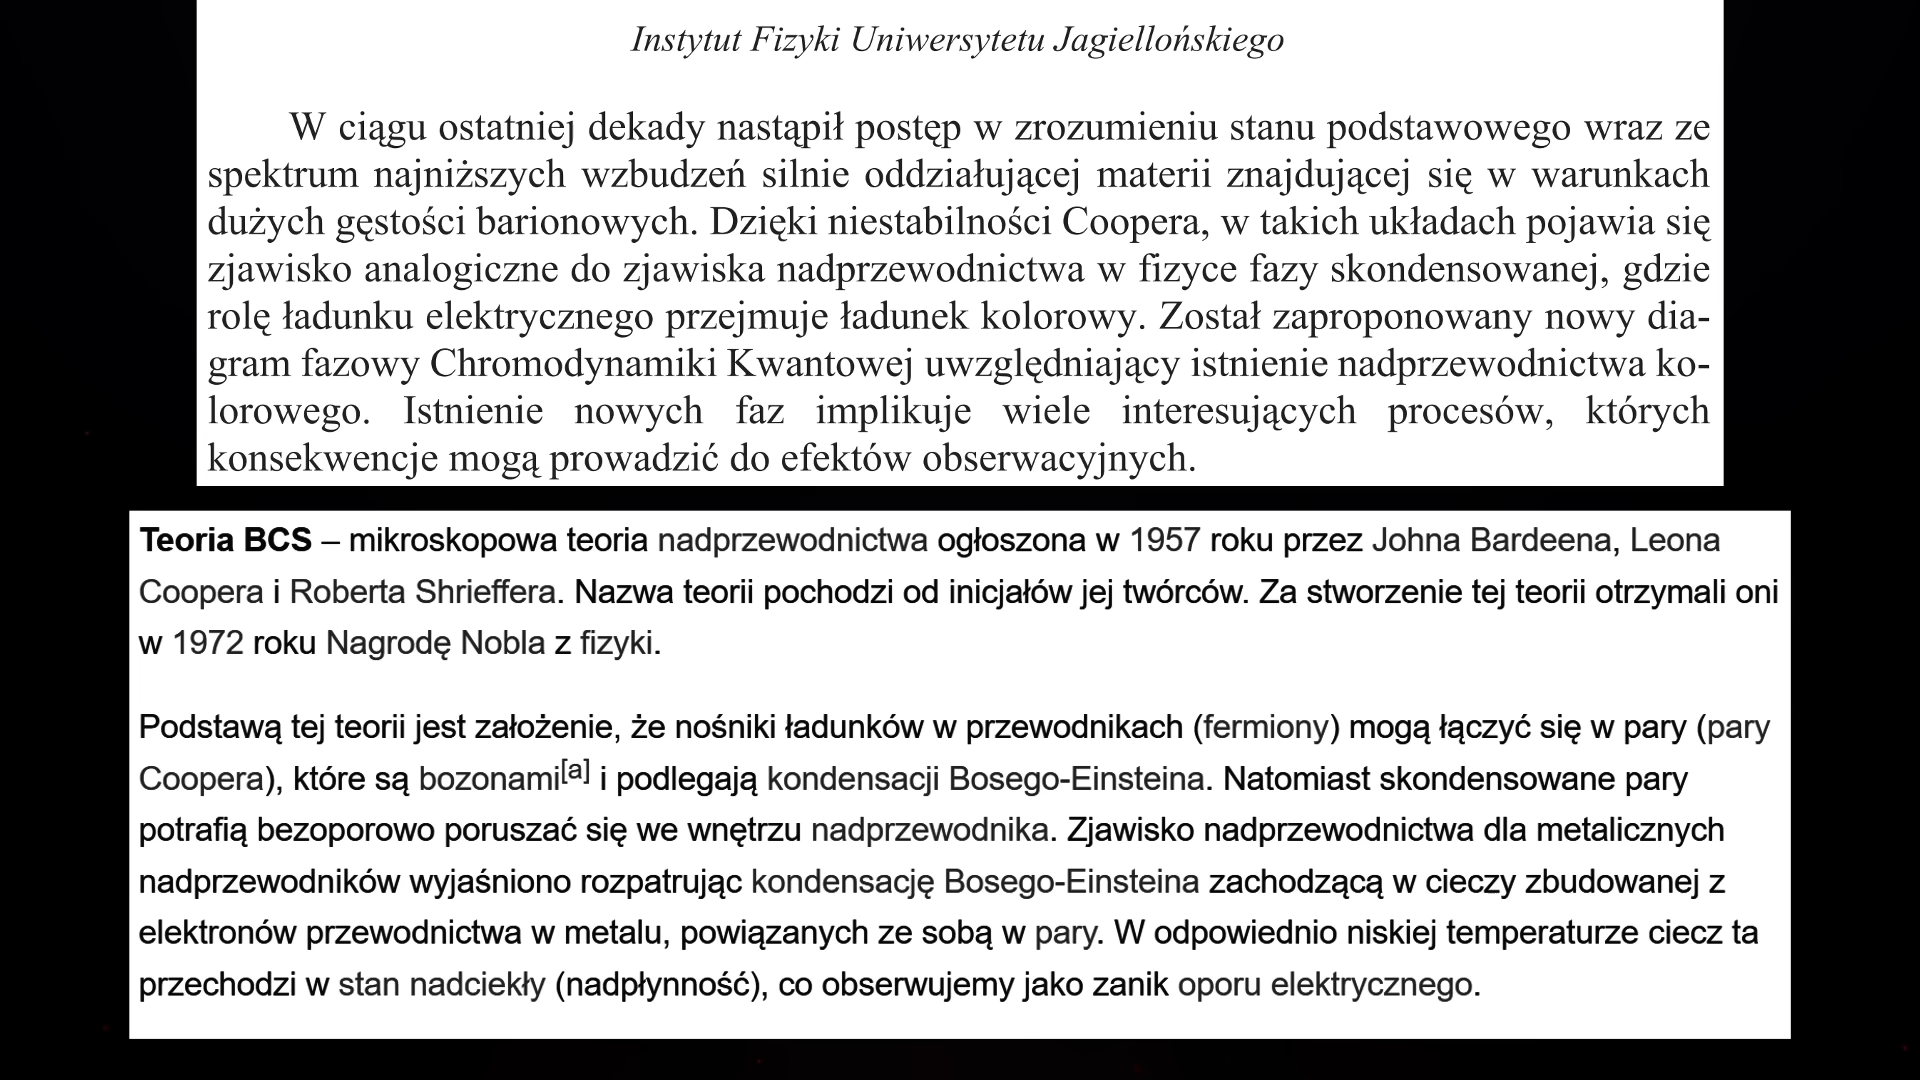 Instytut Fizyki Uniwersytetu Jagiellońskiego
W ciągu ostatniej dekady nastąpił postęp w zrozumieniu stanu podstawowego wraz ze
spektrum najniższych wzbudzeń silnie oddziałującej materii znajdującej się w warunkach
dużych gęstości barionowych. Dzięki niestabilności Coopera, w takich układach pojawia się
zjawisko analogiczne do zjawiska nadprzewodnictwa w fizyce fazy skondensowanej, gdzie
rolę ładunku elektrycznego przejmuje ładunek kolorowy. Został zaproponowany nowy dia-
gram fazowy Chromodynamiki Kwantowej uwzględniający istnienie nadprzewodnictwa ko-
lorowego. Istnienie nowych faz implikuje wiele interesujących procesów, których
konsekwencje mogą prowadzić do efektów obserwacyjnych.
Teoria BCS – mikroskopowa teoria nadprzewodnictwa ogłoszona w 1957 roku przez Johna Bardeena, Leona
Coopera i Roberta Shrieffera. Nazwa teorii pochodzi od inicjałów jej twórców. Za stworzenie tej teorii otrzymali oni
w 1972 roku Nagrodę Nobla z fizyki.
Podstawą tej teorii jest założenie, że nośniki ładunków w przewodnikach (fermiony) mogą łączyć się w pary (pary
Coopera), które są bozonami[a] i podlegają kondensacji Bosego-Einsteina. Natomiast skondensowane pary
potrafią bezoporowo poruszać się we wnętrzu nadprzewodnika. Zjawisko nadprzewodnictwa dla metalicznych
nadprzewodników wyjaśniono rozpatrując kondensację Bosego-Einsteina zachodzącą w cieczy zbudowanej z
elektronów przewodnictwa w metalu, powiązanych ze sobą w pary. W odpowiednio niskiej temperaturze ciecz ta
przechodzi w stan nadciekły (nadpłynność), co obserwujemy jako zanik oporu elektrycznego.